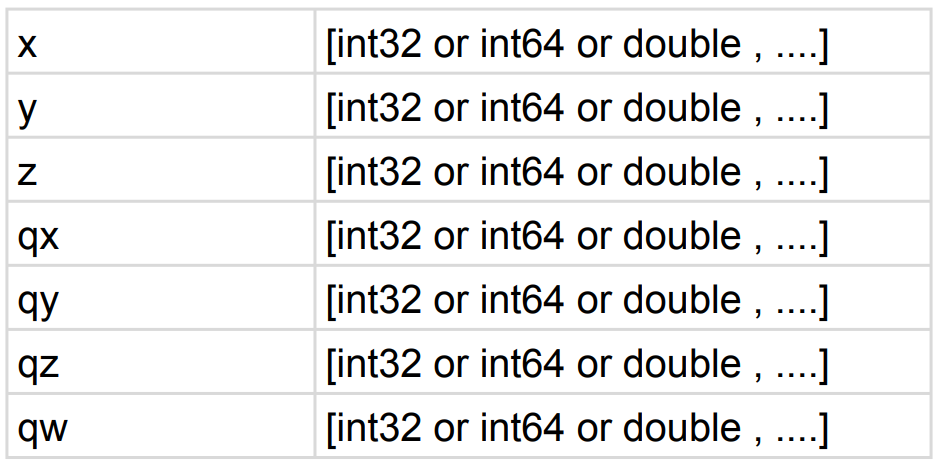 x [int32 or int64 or double , ....]
y [int32 or int64 or double , ....]
z [int32 or int64 or double , ....]
qx [int32 or int64 or double , ....]
qy [int32 or int64 or double , ....]
qz [int32 or int64 or double , ....]
qw [int32 or int64 or double , ....]